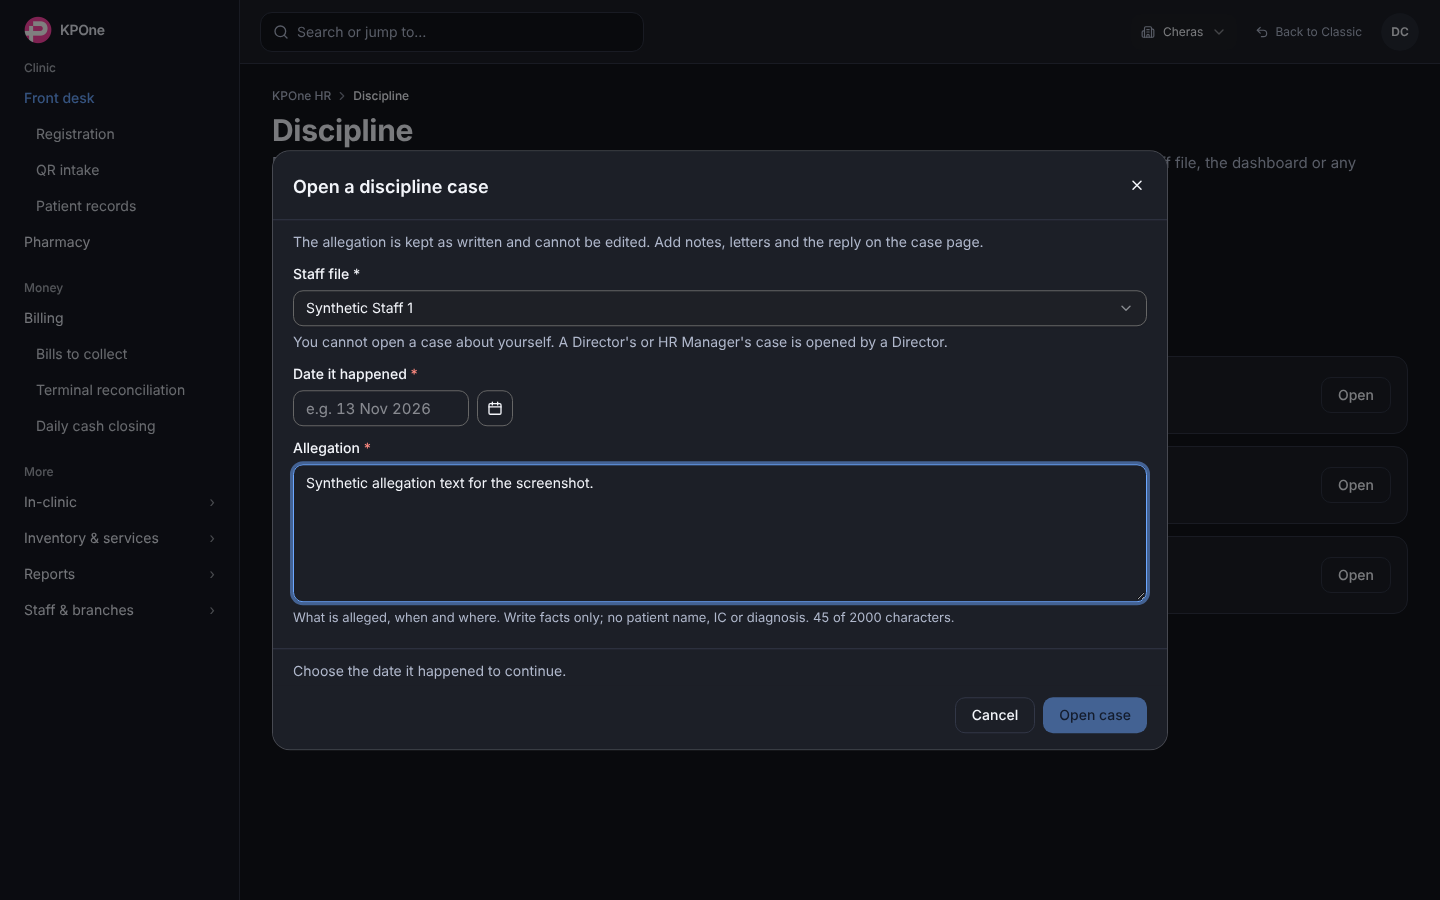 KPOne
Search or jump to...
Cheras
Back to Classic
DC
Clinic
Front desk
Registration
QR intake
Patient records
Pharmacy
Money
Billing
Bills to collect
Terminal reconciliation
Daily cash closing
More
In-clinic
Inventory & services
Reports
Staff & branches
KPOne HR > Discipline
Discipline
file, the dashboard or any
Open a discipline case
The allegation is kept as written and cannot be edited. Add notes, letters and the reply on the case page.
Staff file *
Synthetic Staff 1
You cannot open a case about yourself. A Director's or HR Manager's case is opened by a Director.
Date it happened *
e.g. 13 Nov 2026
Allegation *
Synthetic allegation text for the screenshot.
What is alleged, when and where. Write facts only; no patient name, IC or diagnosis. 45 of 2000 characters.
Choose the date it happened to continue.
Cancel
Open case
Open
Open
Open